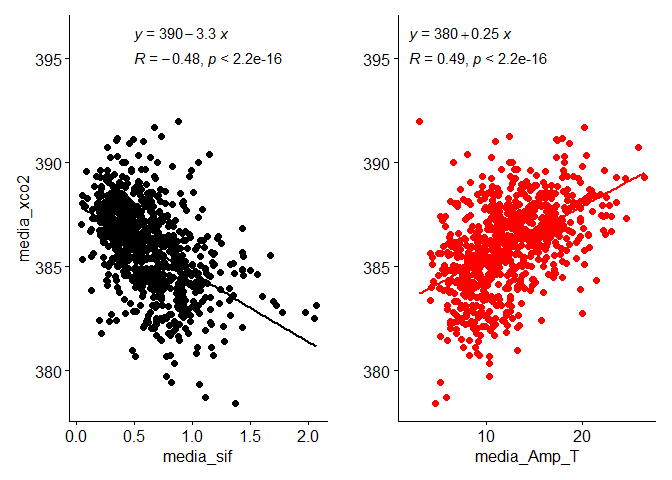 y = 390 − 3.3 x
R = −0.48, p < 2.2e-16
395
390
385
380
media_xco2
0.0 0.5 1.0 1.5 2.0
media_sif
y = 380 + 0.25 x
R = 0.49, p < 2.2e-16
395
390
385
380
10 20
media_Amp_T